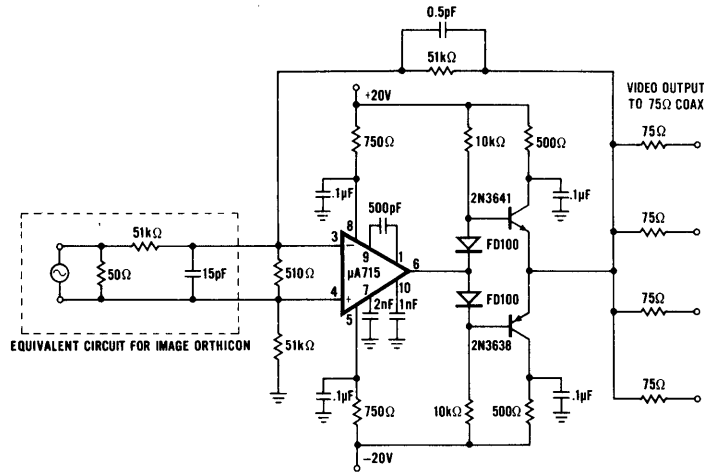 0.5pF
51kΩ
+20V
VIDEO OUTPUT
TO 75Ω COAX
750Ω
10kΩ
500Ω
75Ω
.1µF
500pF
2N3641
.1µF
8
51kΩ
3
−
9
1
FD100
75Ω
50Ω
15pF
510Ω
µA715
6
4
+
7
10
FD100
5
2nF
1nF
75Ω
EQUIVALENT CIRCUIT FOR IMAGE ORTHICON
51kΩ
2N3638
.1µF
750Ω
10kΩ
500Ω
.1µF
75Ω
−20V